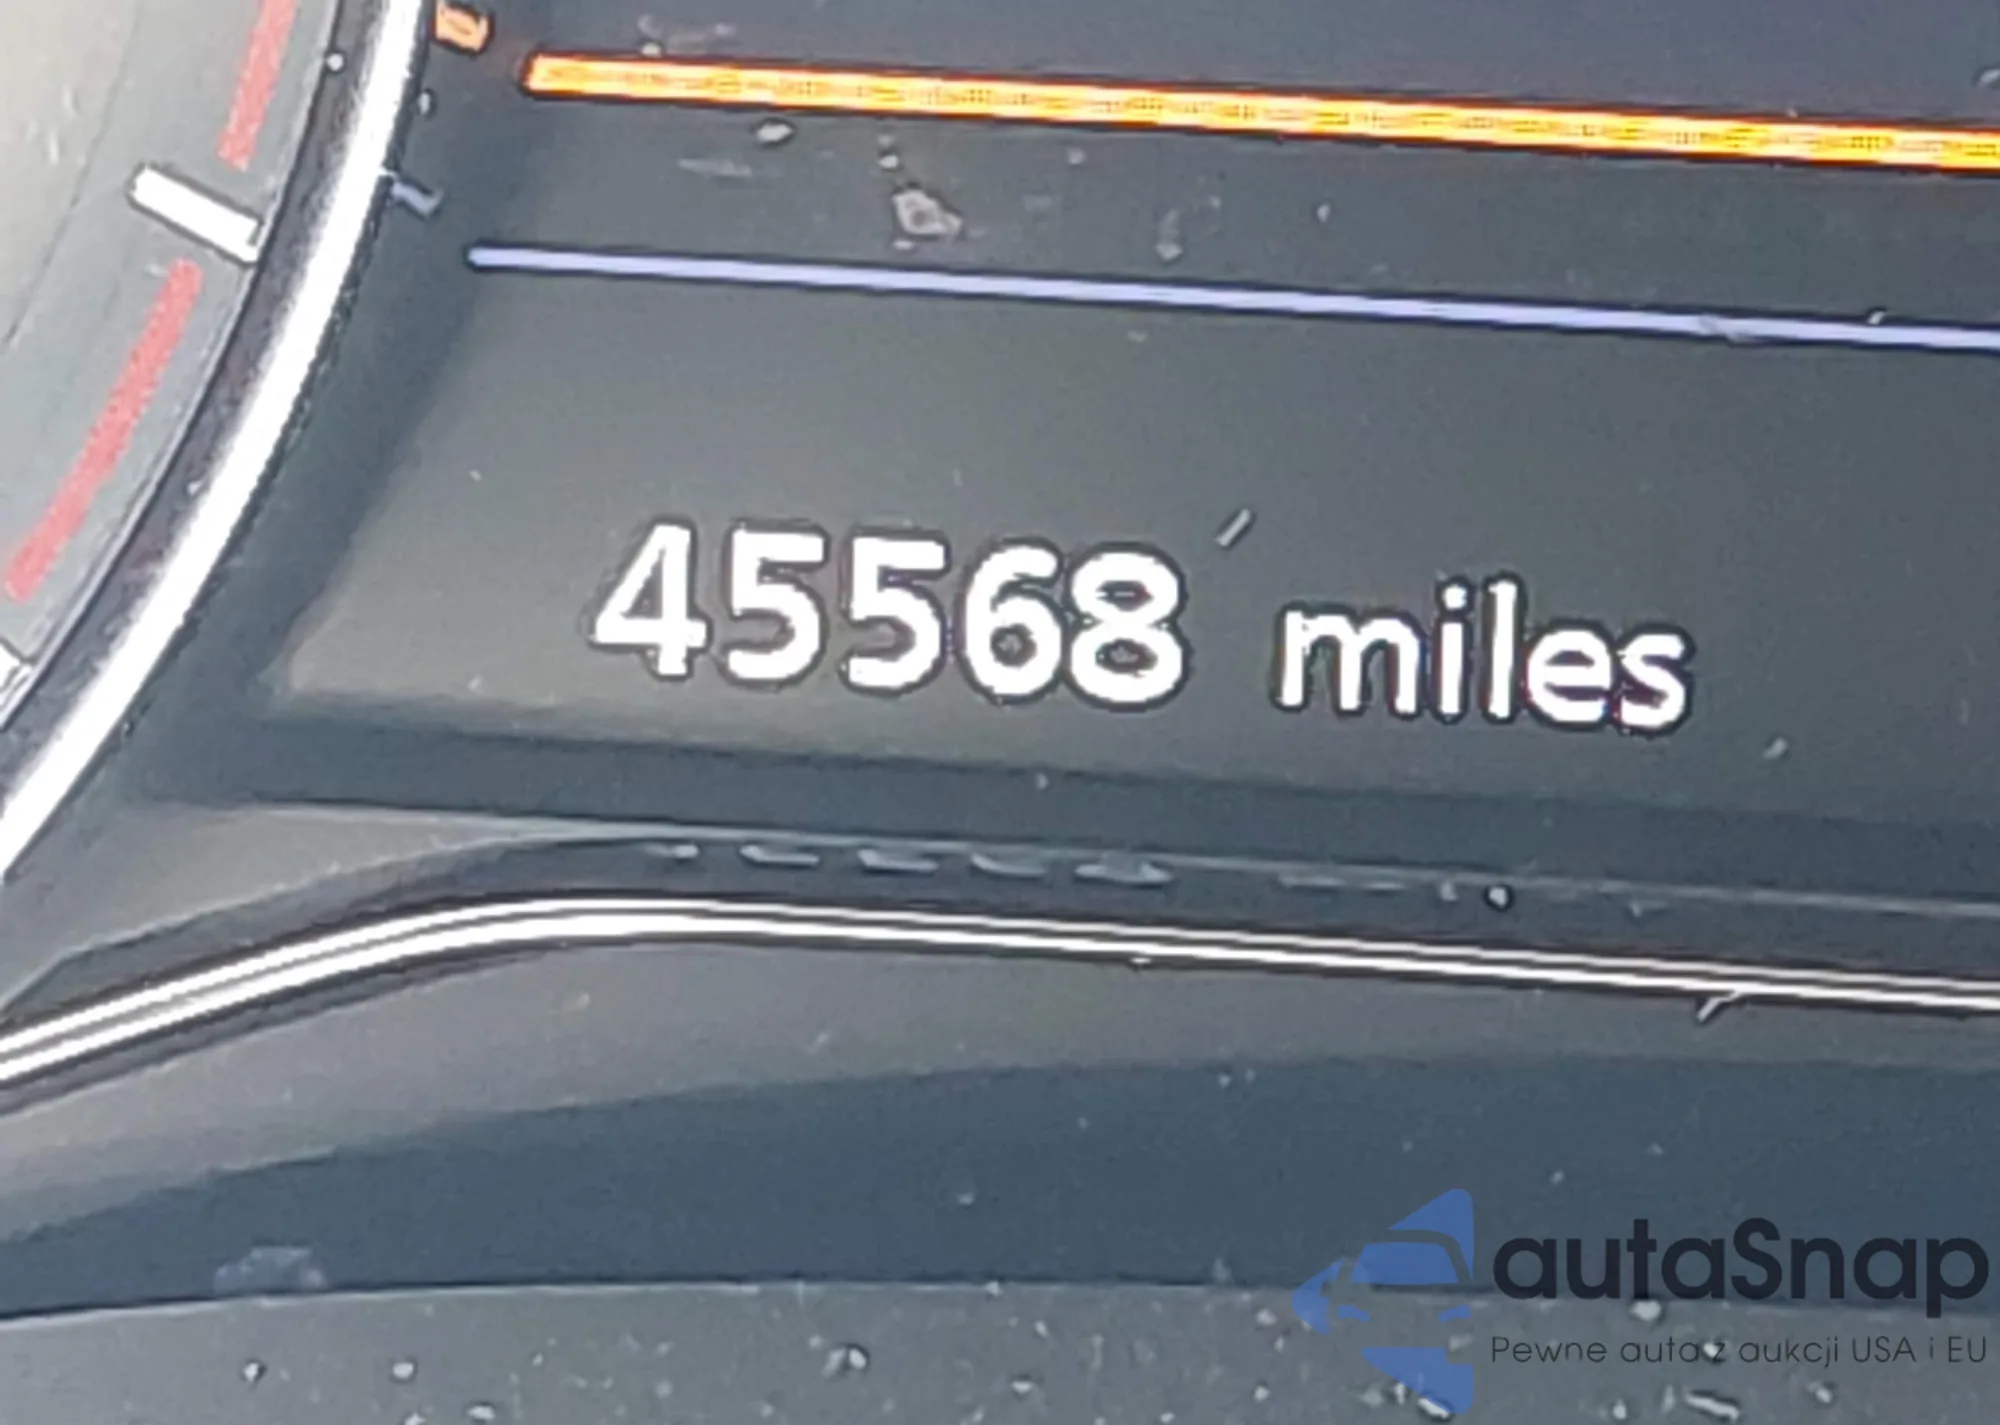 45568 miles
autaSnap
Pewne auta z aukcji USA i EU